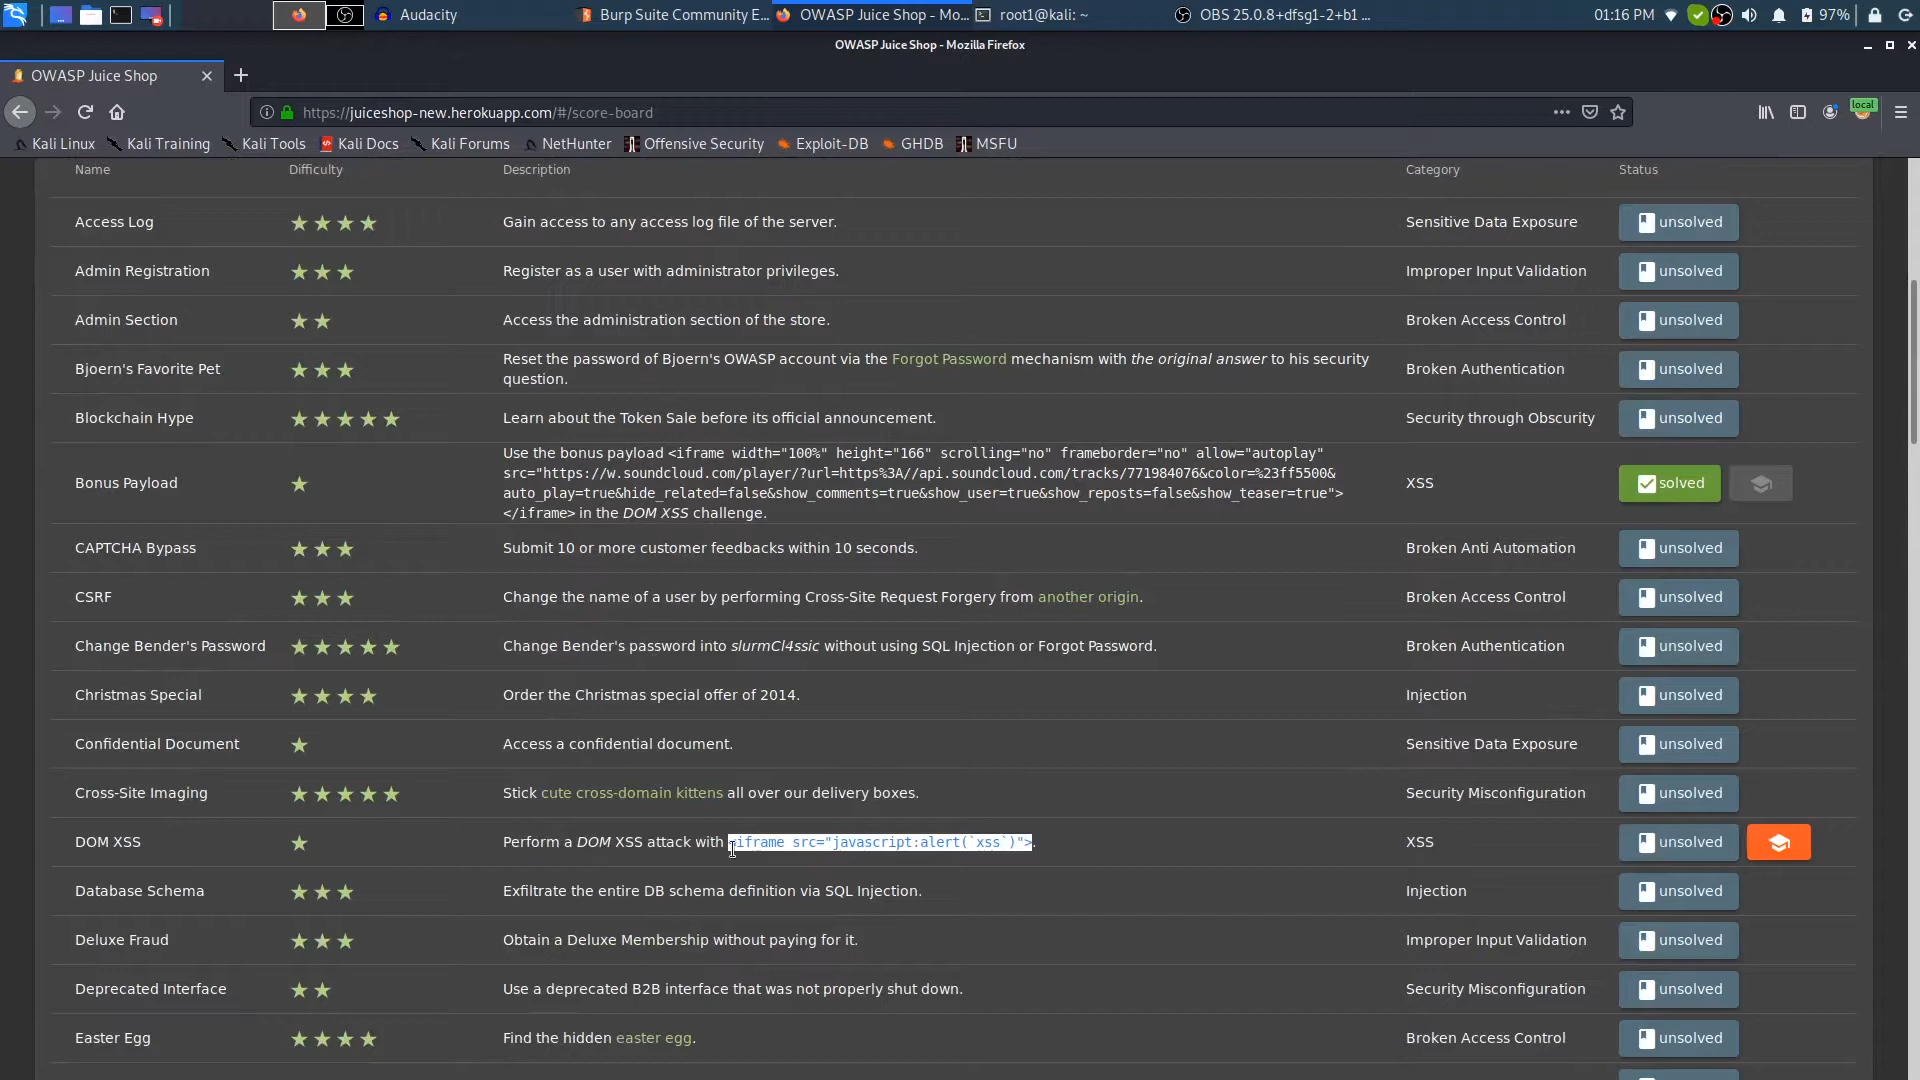 Audacity Burp Suite Community E... OWASP Juice Shop - Mo... root1@kali: ~ OBS 25.0.8+dfsg1-2+b1 ... 01:16 PM 97%
OWASP Juice Shop - Mozilla Firefox
OWASP Juice Shop
https://juiceshop-new.herokuapp.com/#/score-board
local
Kali Linux Kali Training Kali Tools Kali Docs Kali Forums NetHunter Offensive Security Exploit-DB GHDB MSFU
Name Difficulty Description Category Status
Access Log Gain access to any access log file of the server. Sensitive Data Exposure unsolved
Admin Registration Register as a user with administrator privileges. Improper Input Validation unsolved
Admin Section Access the administration section of the store. Broken Access Control unsolved
Bjoern's Favorite Pet Reset the password of Bjoern's OWASP account via the Forgot Password mechanism with the original answer to his security
question. Broken Authentication unsolved
Blockchain Hype Learn about the Token Sale before its official announcement. Security through Obscurity unsolved
Bonus Payload Use the bonus payload <iframe width="100%" height="166" scrolling="no" frameborder="no" allow="autoplay"
src="https://w.soundcloud.com/player/?url=https%3A//api.soundcloud.com/tracks/771984076&color=%23ff5500&
auto_play=true&hide_related=false&show_comments=true&show_user=true&show_reposts=false&show_teaser=true">
</iframe> in the DOM XSS challenge. XSS solved
CAPTCHA Bypass Submit 10 or more customer feedbacks within 10 seconds. Broken Anti Automation unsolved
CSRF Change the name of a user by performing Cross-Site Request Forgery from another origin. Broken Access Control unsolved
Change Bender's Password Change Bender's password into slurmCl4ssic without using SQL Injection or Forgot Password. Broken Authentication unsolved
Christmas Special Order the Christmas special offer of 2014. Injection unsolved
Confidential Document Access a confidential document. Sensitive Data Exposure unsolved
Cross-Site Imaging Stick cute cross-domain kittens all over our delivery boxes. Security Misconfiguration unsolved
DOM XSS Perform a DOM XSS attack with <iframe src="javascript:alert(`xss`)">. XSS unsolved
Database Schema Exfiltrate the entire DB schema definition via SQL Injection. Injection unsolved
Deluxe Fraud Obtain a Deluxe Membership without paying for it. Improper Input Validation unsolved
Deprecated Interface Use a deprecated B2B interface that was not properly shut down. Security Misconfiguration unsolved
Easter Egg Find the hidden easter egg. Broken Access Control unsolved